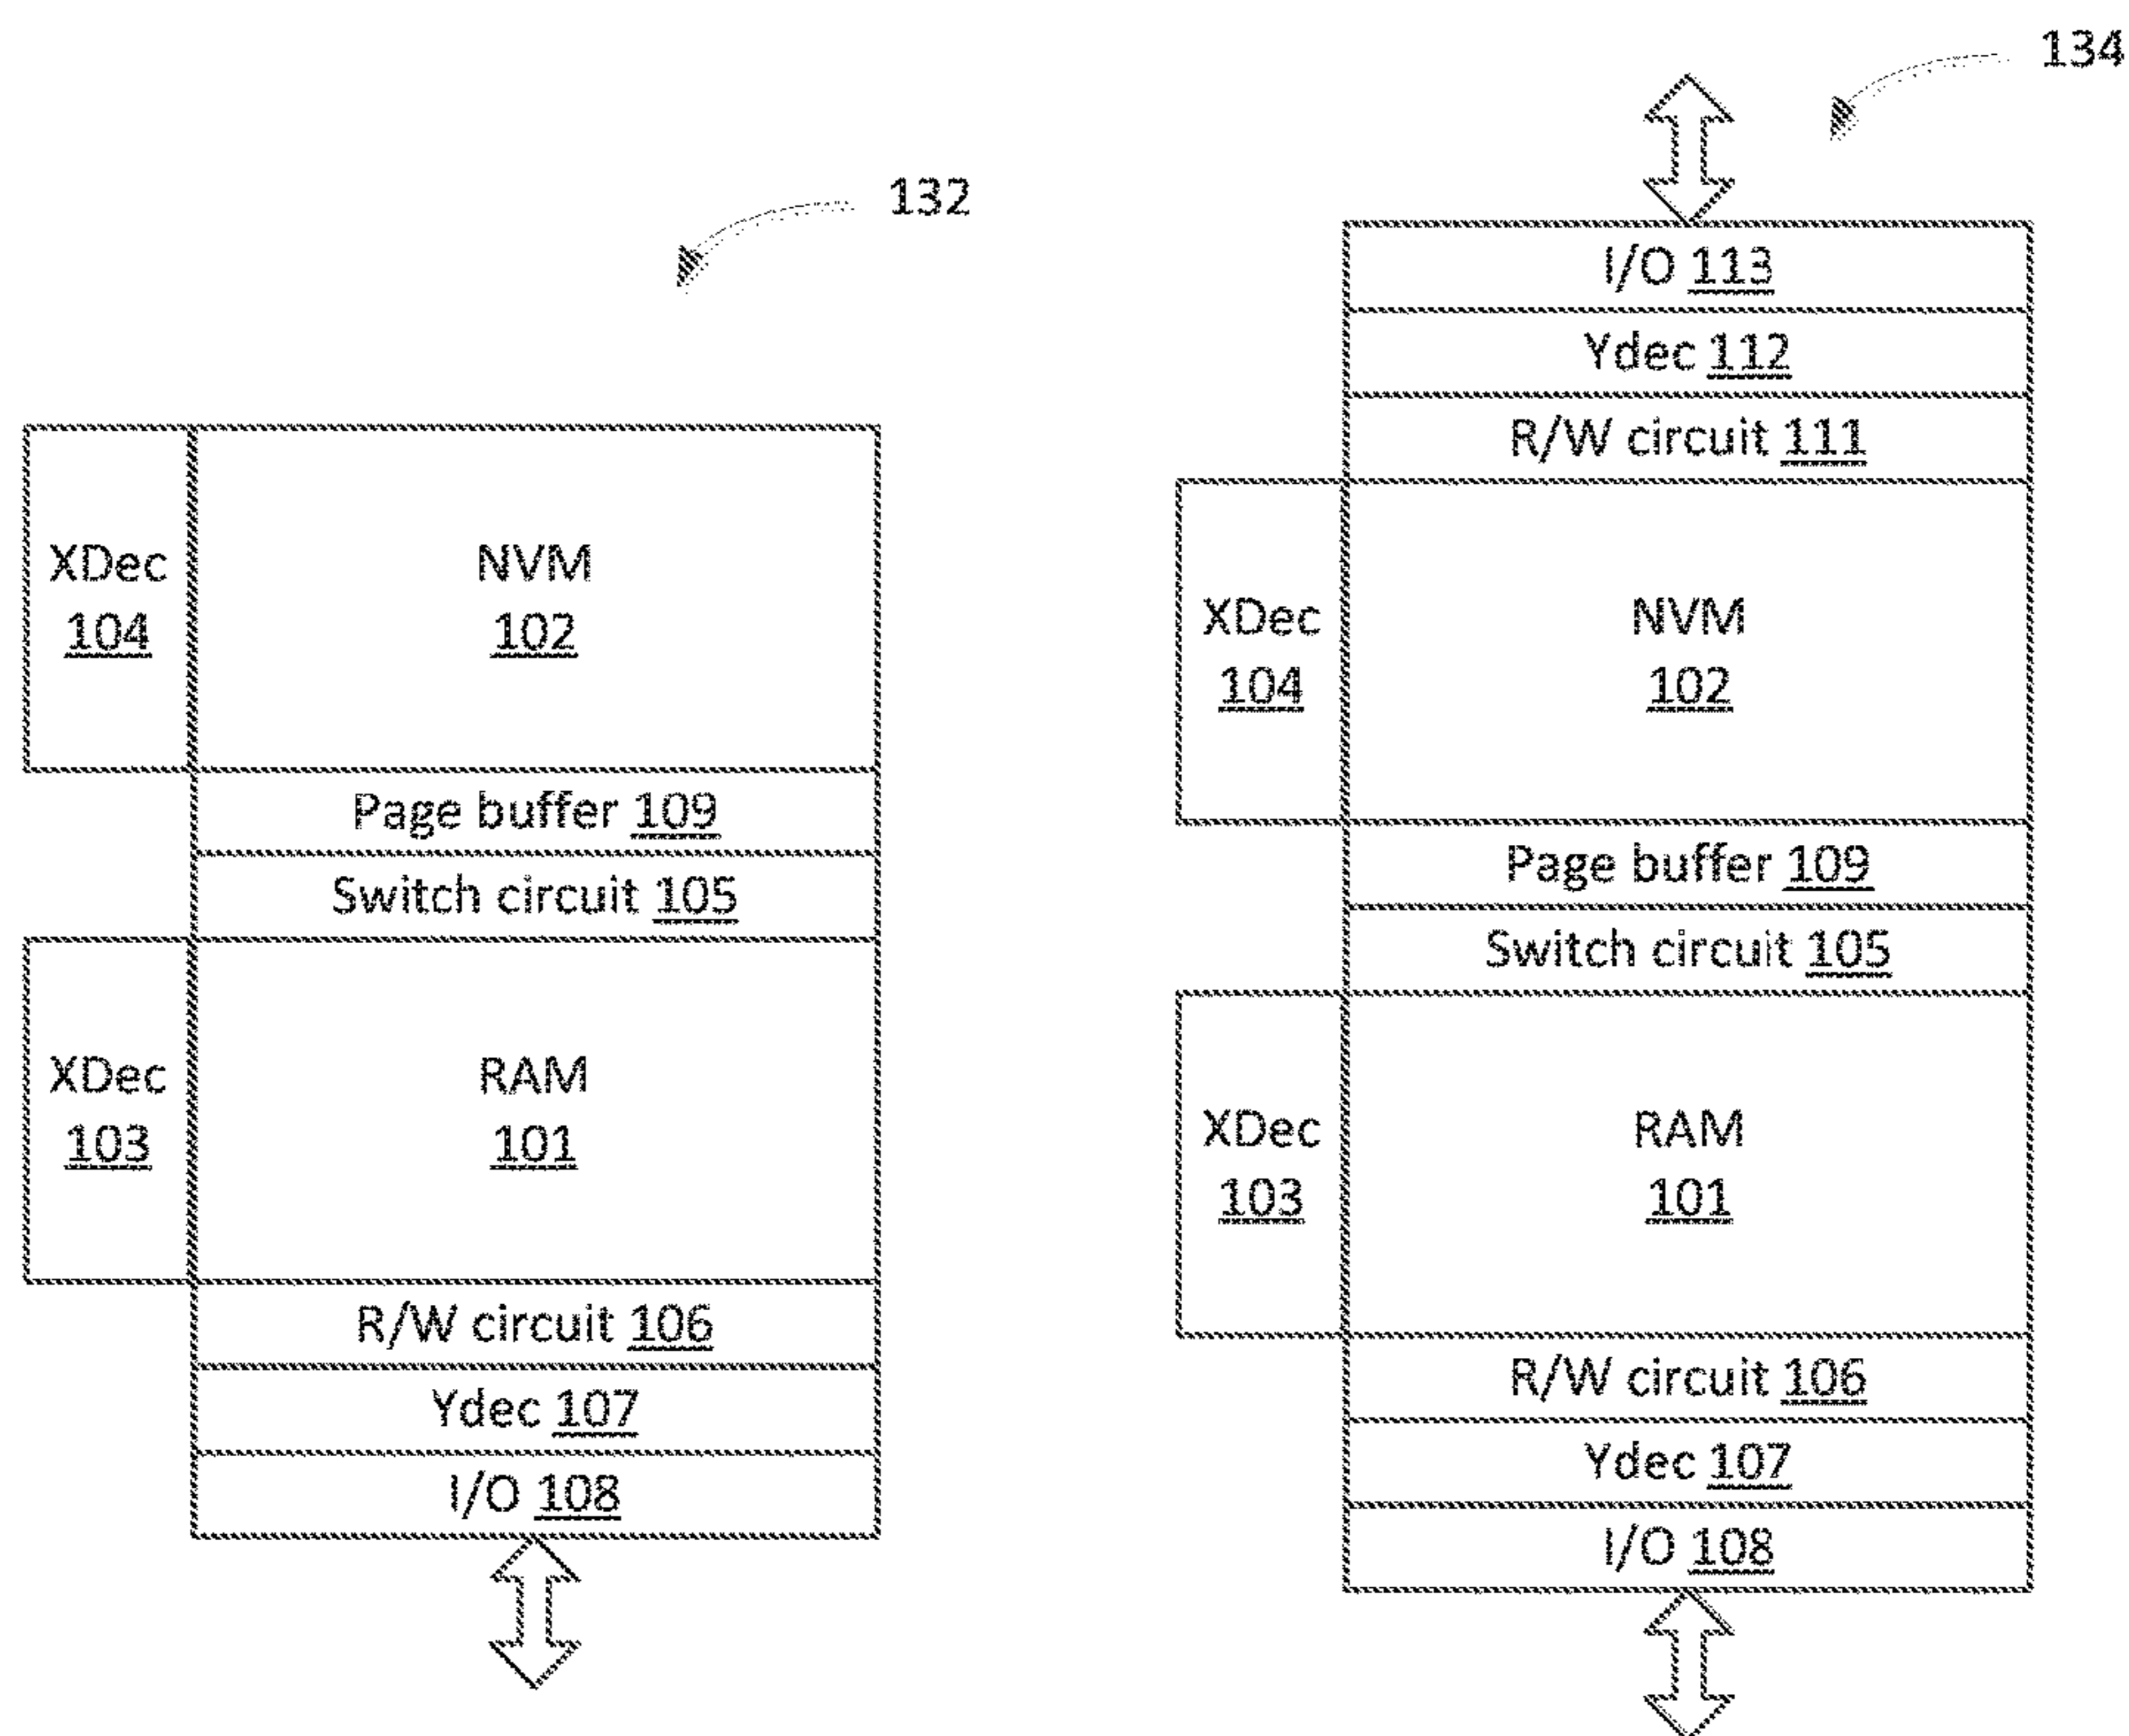 132
XDec
104
NVM
102
Page buffer 109
Switch circuit 105
XDec
103
RAM
101
R/W circuit 106
Ydec 107
I/O 108
134
I/O 113
Ydec 112
R/W circuit 111
XDec
104
NVM
102
Page buffer 109
Switch circuit 105
XDec
103
RAM
101
R/W circuit 106
Ydec 107
I/O 108